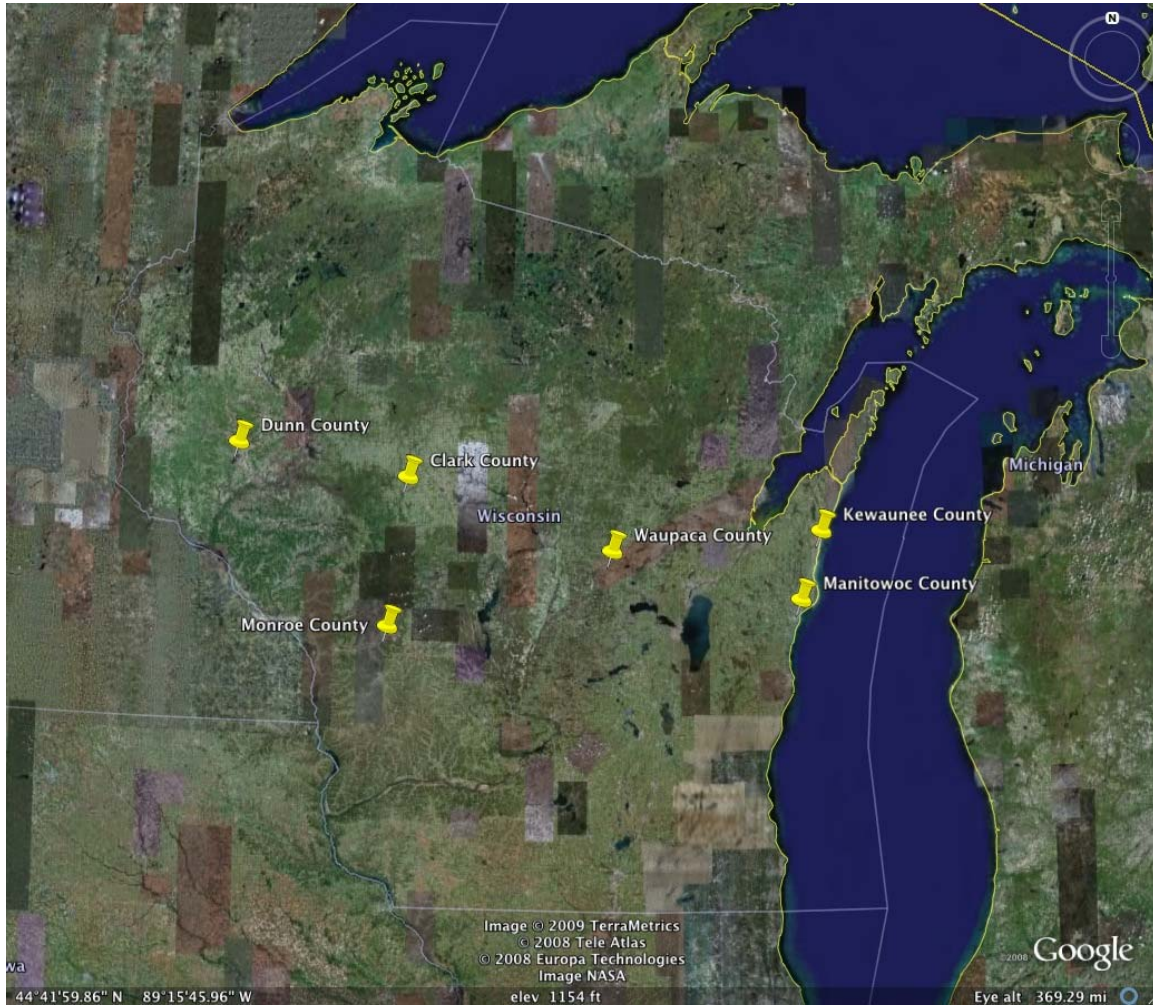 N
Dunn County
Clark County
Michigan
Wisconsin
Kewaunee County
Waupaca County
Manitowoc County
Monroe County
Image © 2009 TerraMetrics
© 2008 Tele Atlas
© 2008 Europa Technologies
Image NASA
©2008 Google
wa
44°41'59.86" N 89°15'45.96" W elev 1154 ft Eye alt 369.29 mi